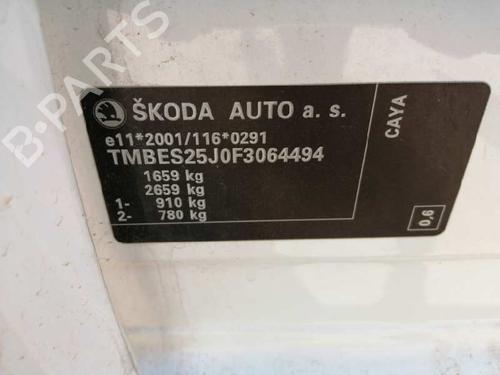 B-PARTS
ŠKODA AUTO a. s.
e11*2001/116*0291
TMBES25J0F3064494
1659 kg
2659 kg
1- 910 kg
2- 780 kg
CAYA
0,6